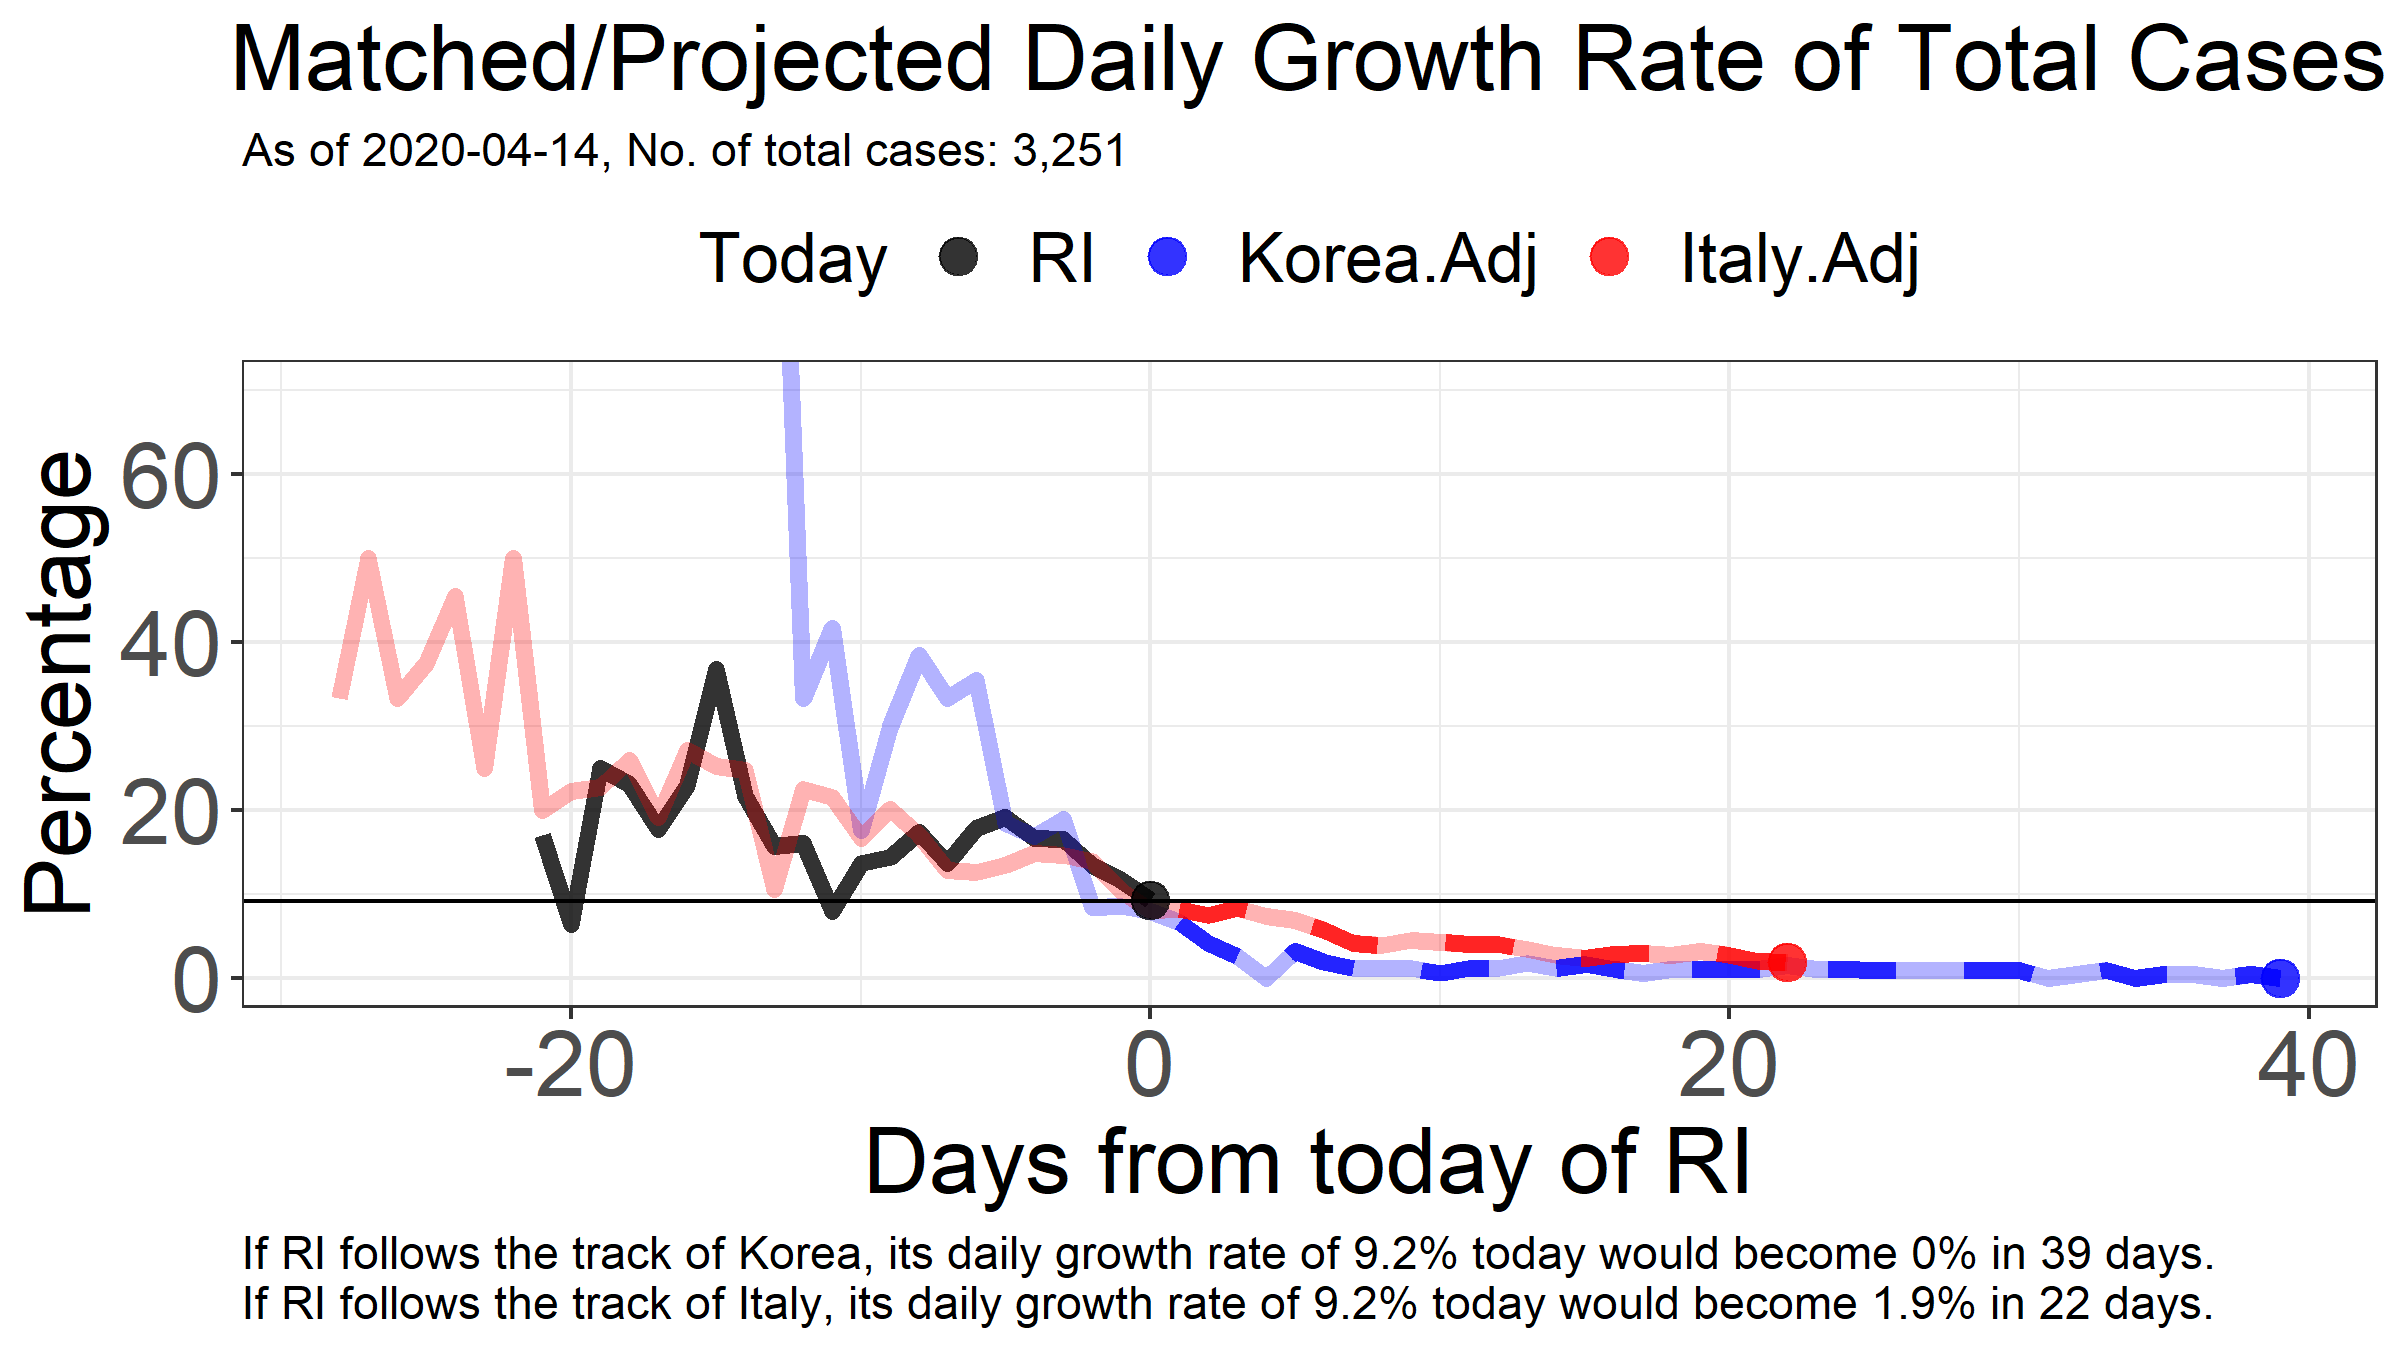 Matched/Projected Daily Growth Rate of Total Cases
As of 2020-04-14, No. of total cases: 3,251
Today RI Korea.Adj Italy.Adj
Percentage
60
40
20
0
-20 0 20 40
Days from today of RI
If RI follows the track of Korea, its daily growth rate of 9.2% today would become 0% in 39 days.
If RI follows the track of Italy, its daily growth rate of 9.2% today would become 1.9% in 22 days.